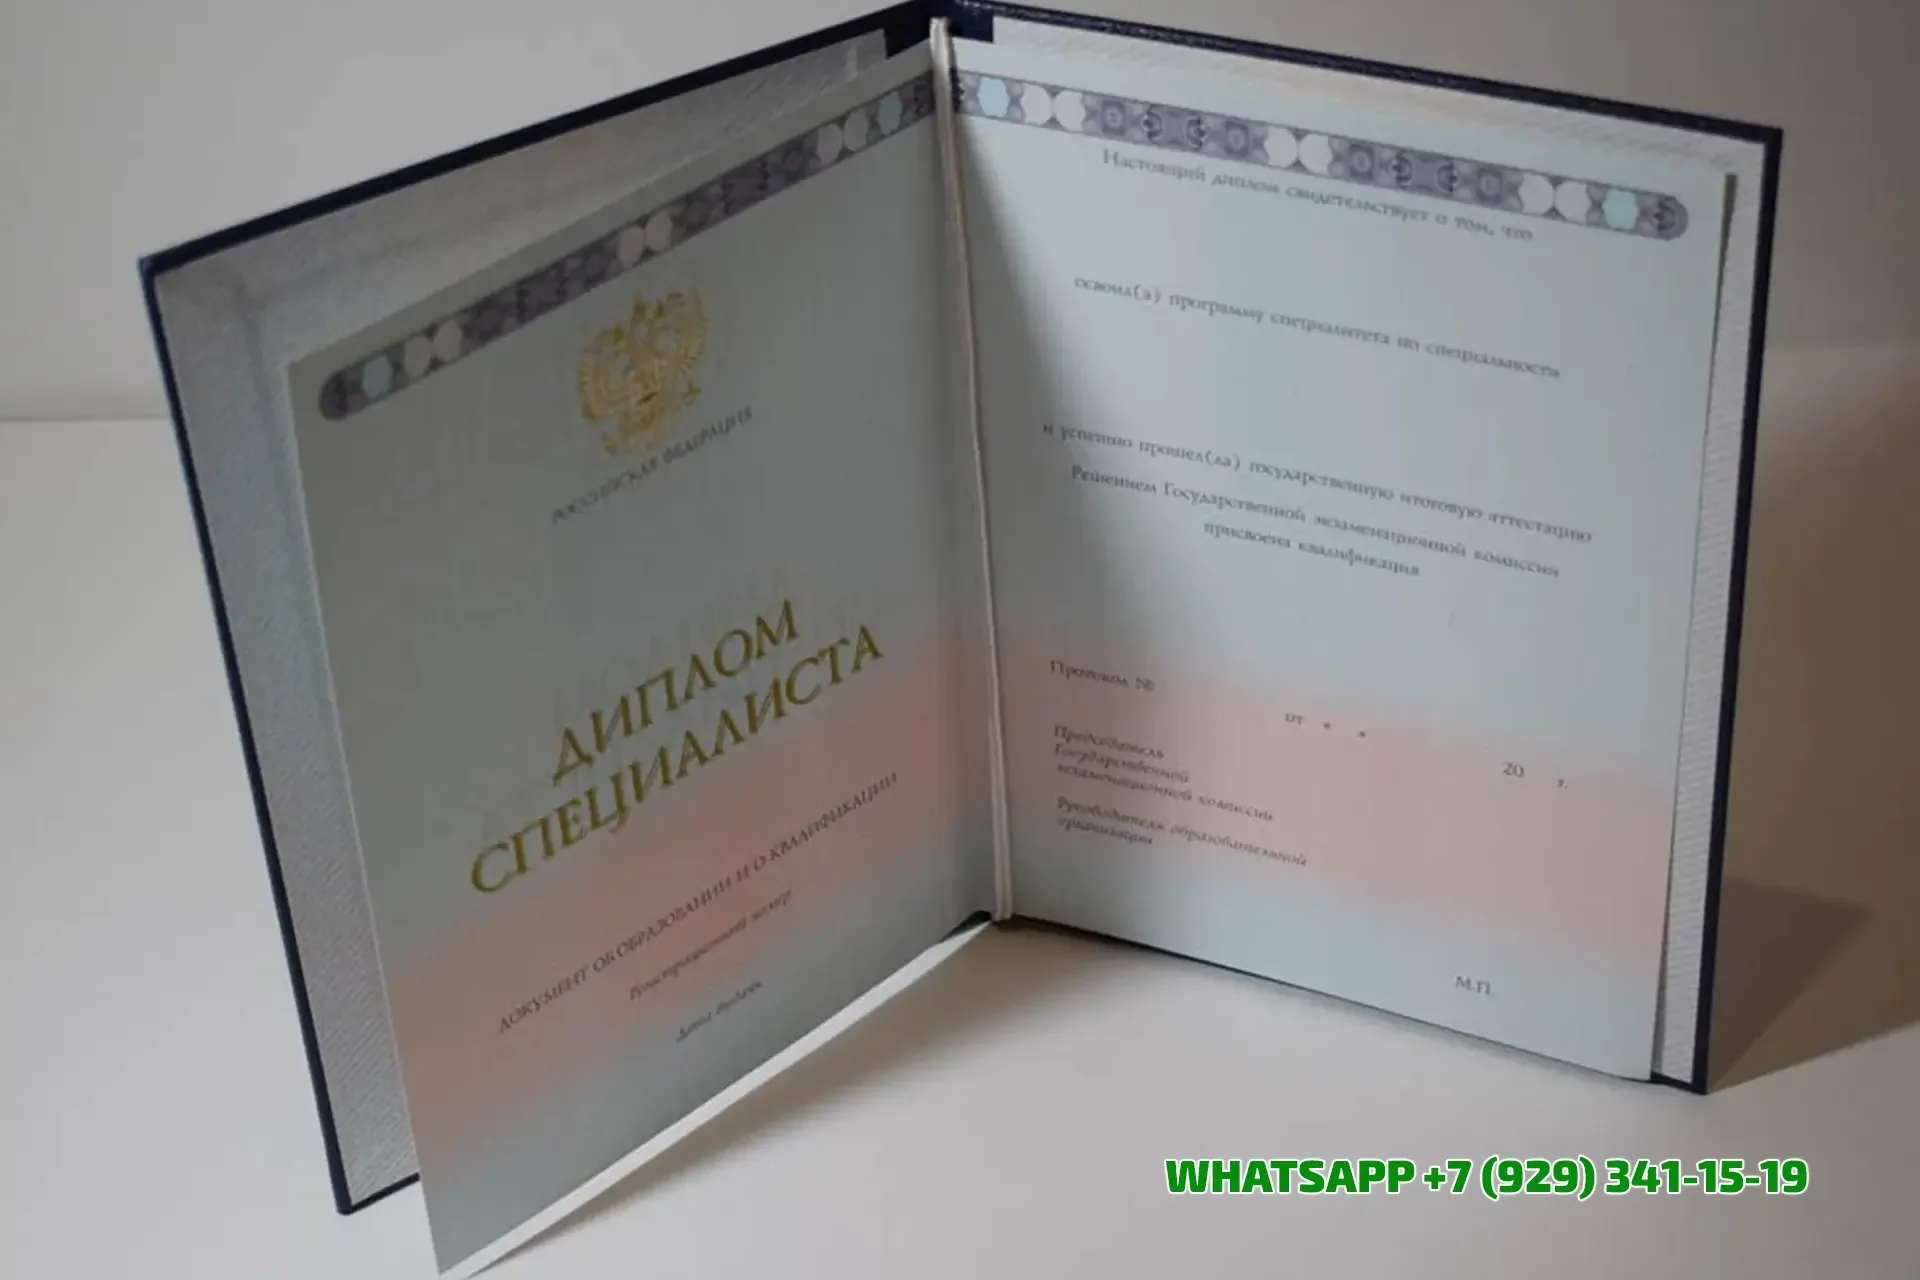 РОССИЙСКАЯ ФЕДЕРАЦИЯ
ДИПЛОМ
СПЕЦИАЛИСТА
ДОКУМЕНТ ОБ ОБРАЗОВАНИИ И О КВАЛИФИКАЦИИ
Регистрационный номер
Дата выдачи
Настоящий диплом свидетельствует о том, что
освоил(а) программу специалитета по специальности
и успешно прошел(ла) государственную итоговую аттестацию
Решением Государственной экзаменационной комиссии
присвоена квалификация
Протокол №
от « »
20 г.
Председатель
Государственной
экзаменационной комиссии
Руководитель образовательной
организации
М.П.
WHATSAPP +7 (929) 341-15-19